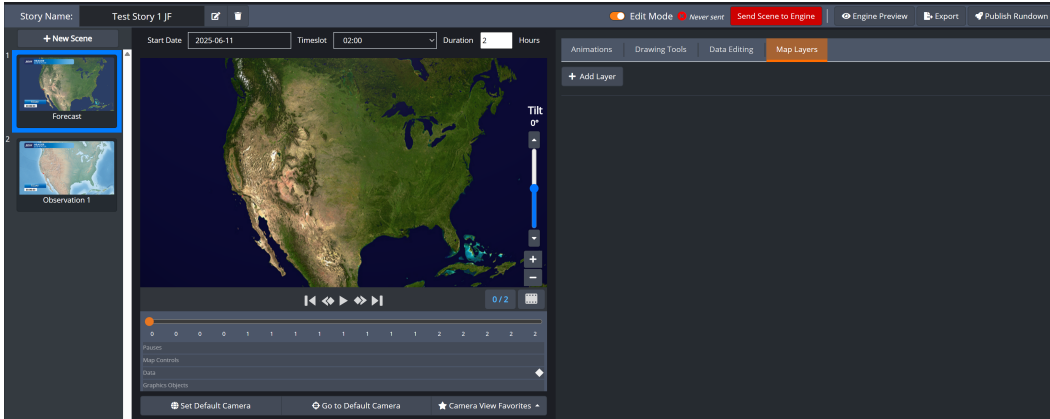 Story Name: Test Story 1 JF Edit Mode Never sent Send Scene to Engine Engine Preview Export Publish Rundown
+ New Scene
1
Forecast
2
Observation 1
Start Date 2025-06-11 Timeslot 02:00 Duration 2 Hours
Tilt
0°
+
−
0 / 2
0 0 0 0 1 1 1 1 1 1 1 1 2 2 2 2 2
Pauses
Map Controls
Data
Graphics Objects
Set Default Camera Go to Default Camera Camera View Favorites
Animations Drawing Tools Data Editing Map Layers
+ Add Layer